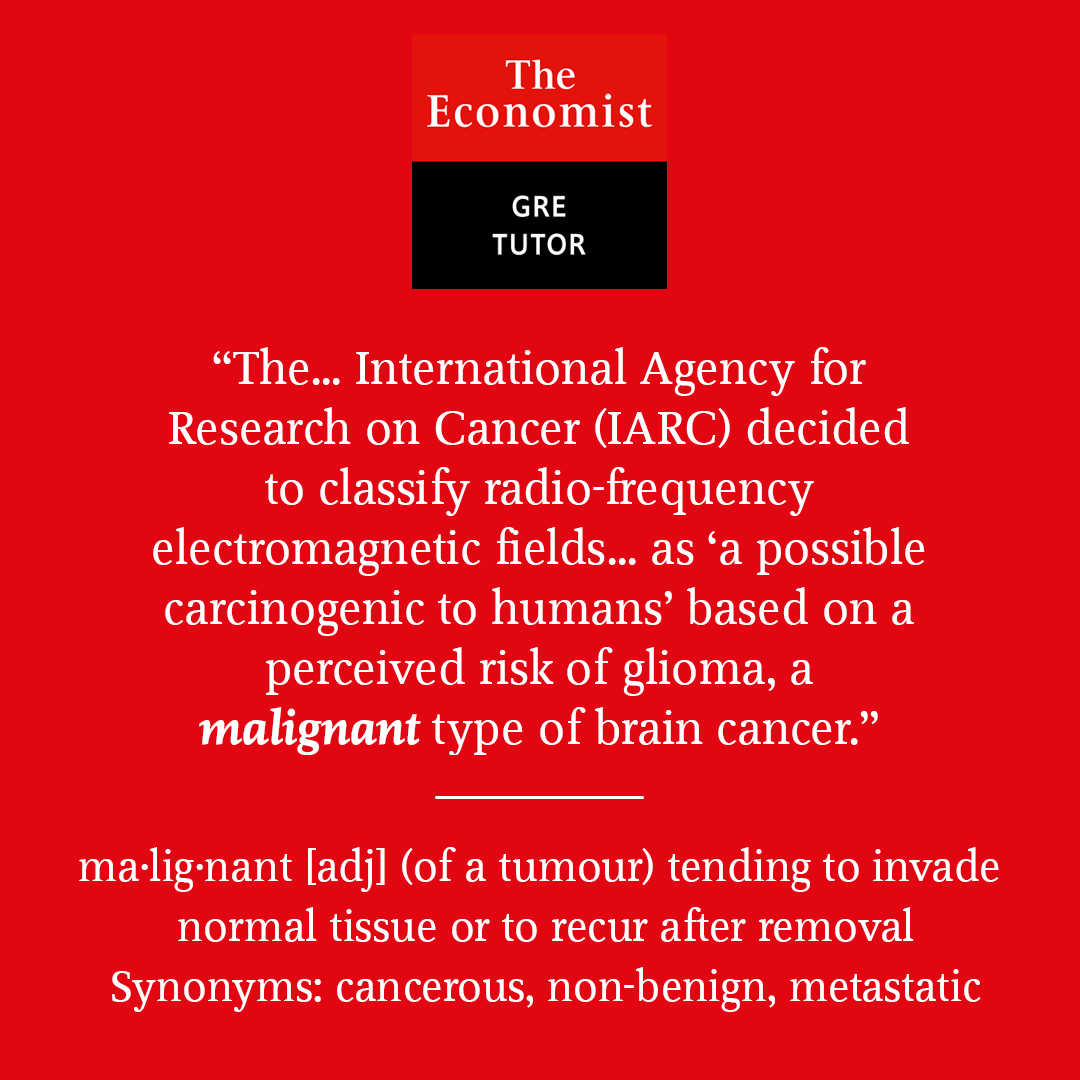 The
Economist
GRE
TUTOR
“The... International Agency for
Research on Cancer (IARC) decided
to classify radio-frequency
electromagnetic fields... as ‘a possible
carcinogenic to humans’ based on a
perceived risk of glioma, a
malignant type of brain cancer.”
ma·lig·nant [adj] (of a tumour) tending to invade
normal tissue or to recur after removal
Synonyms: cancerous, non-benign, metastatic